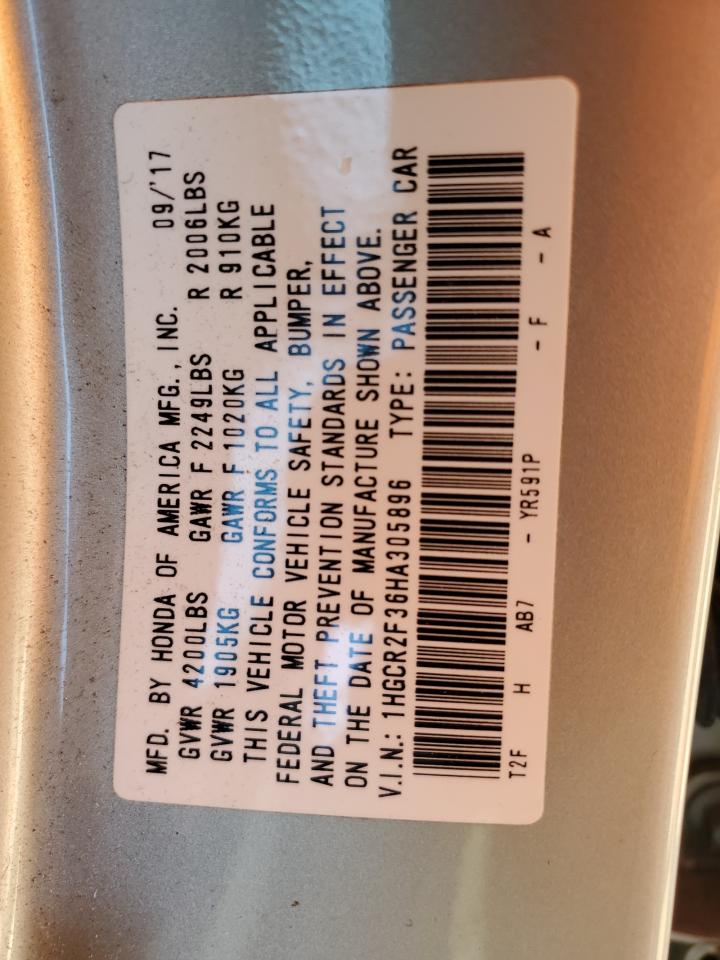 MFD. BY HONDA OF AMERICA MFG., INC. 09/'17
GVWR 4200LBS GAWR F 2249LBS R 2006LBS
GVWR 1905KG GAWR F 1020KG R 910KG
THIS VEHICLE CONFORMS TO ALL APPLICABLE
FEDERAL MOTOR VEHICLE SAFETY, BUMPER,
AND THEFT PREVENTION STANDARDS IN EFFECT
ON THE DATE OF MANUFACTURE SHOWN ABOVE.
V.I.N.: 1HGCR2F36HA305896 TYPE: PASSENGER CAR
T2F H AB7 - YR591P - F - A